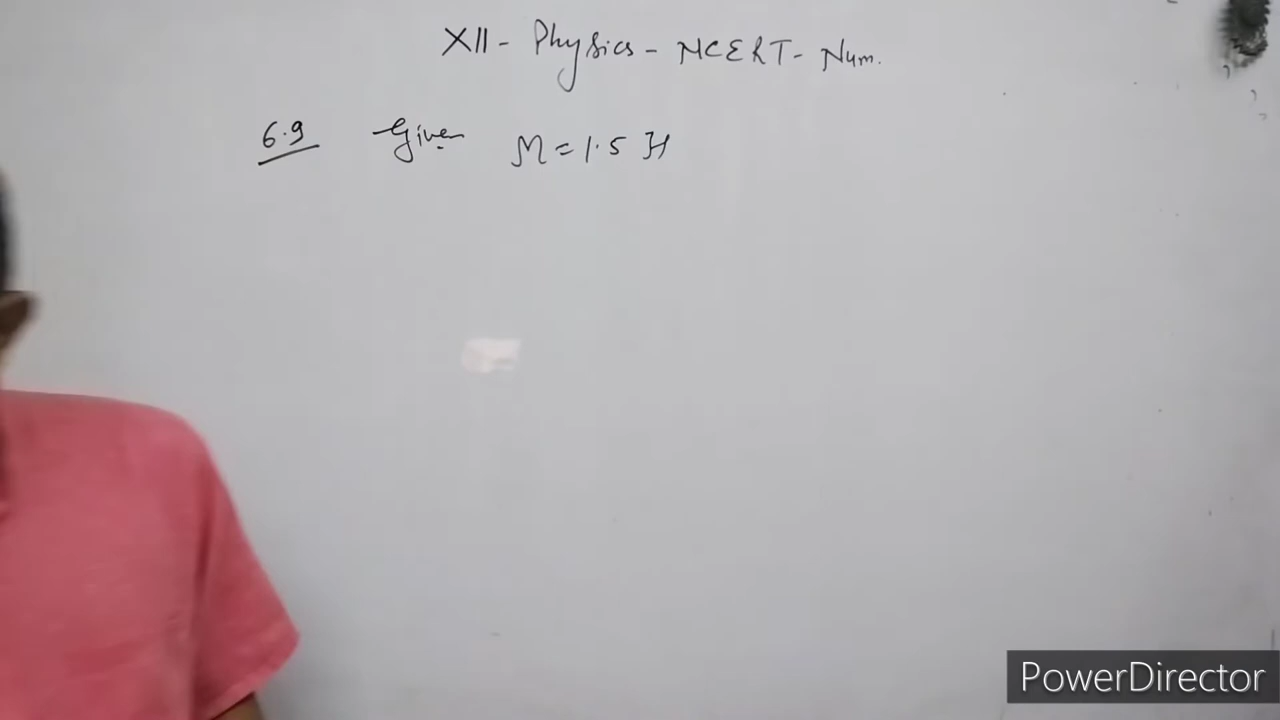 XII - Physics - NCERT - Num.
6.9 Given M = 1.5 H
PowerDirector